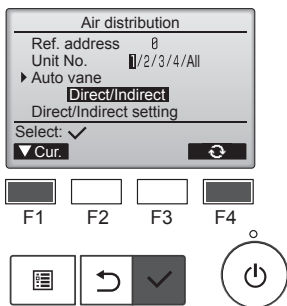 Air distribution
Ref. address 0
Unit No. 1/2/3/4/All
Auto vane
Direct/Indirect
Direct/Indirect setting
Select:
Cur.
F1 F2 F3 F4